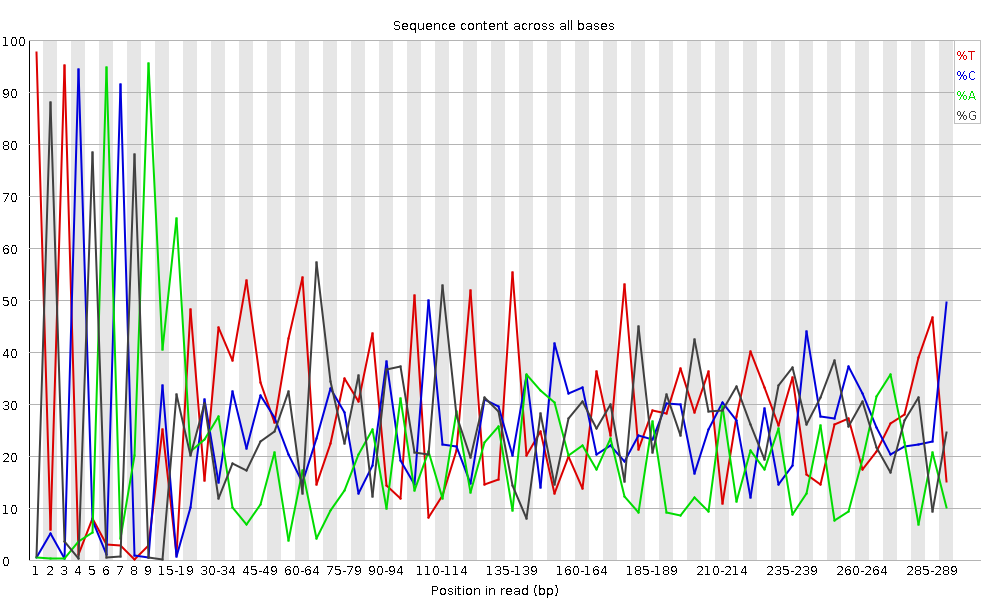 Sequence content across all bases
100
90
80
70
60
50
40
30
20
10
0
%T
%C
%A
%G
1 2 3 4 5 6 7 8 9 15-19 30-34 45-49 60-64 75-79 90-94 110-114 135-139 160-164 185-189 210-214 235-239 260-264 285-289
Position in read (bp)